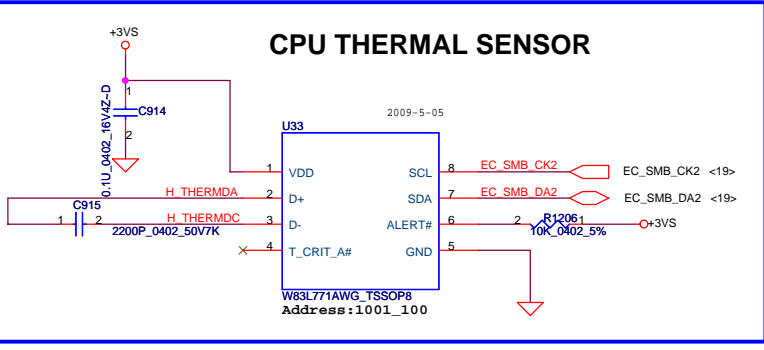 +3VS
CPU THERMAL SENSOR
1
C914
2
0.1U_0402_16V4Z~D
2009-5-05
U33
1 VDD SCL 8 EC_SMB_CK2 EC_SMB_CK2 <19>
H_THERMDA 2 D+ SDA 7 EC_SMB_DA2 EC_SMB_DA2 <19>
C915
1 2 H_THERMDC 3 D- ALERT# 6 2 R1206 1 +3VS
2200P_0402_50V7K
10K_0402_5%
4 T_CRIT_A# GND 5
W83L771AWG_TSSOP8
Address:1001_100